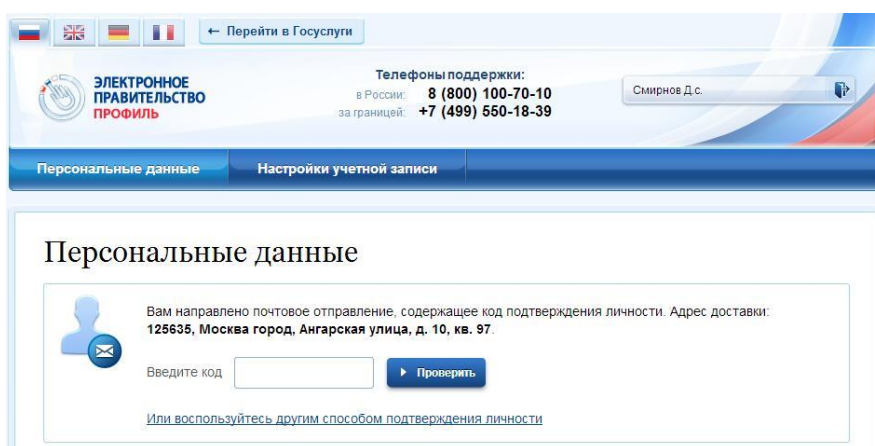 ← Перейти в Госуслуги
ЭЛЕКТРОННОЕ
ПРАВИТЕЛЬСТВО
ПРОФИЛЬ
Телефоны поддержки:
в России: 8 (800) 100-70-10
за границей: +7 (499) 550-18-39
Смирнов Д.с.
Персональные данные
Настройки учетной записи
Персональные данные
Вам направлено почтовое отправление, содержащее код подтверждения личности. Адрес доставки:
125635, Москва город, Ангарская улица, д. 10, кв. 97.
Введите код
Проверить
Или воспользуйтесь другим способом подтверждения личности